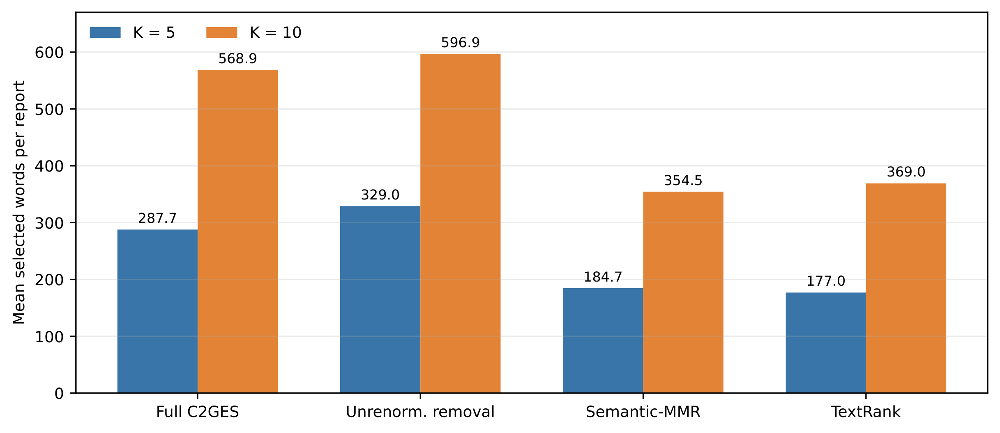 K = 5
K = 10
Mean selected words per report
600
500
400
300
200
100
0
287.7
568.9
329.0
596.9
184.7
354.5
177.0
369.0
Full C2GES
Unrenorm. removal
Semantic-MMR
TextRank